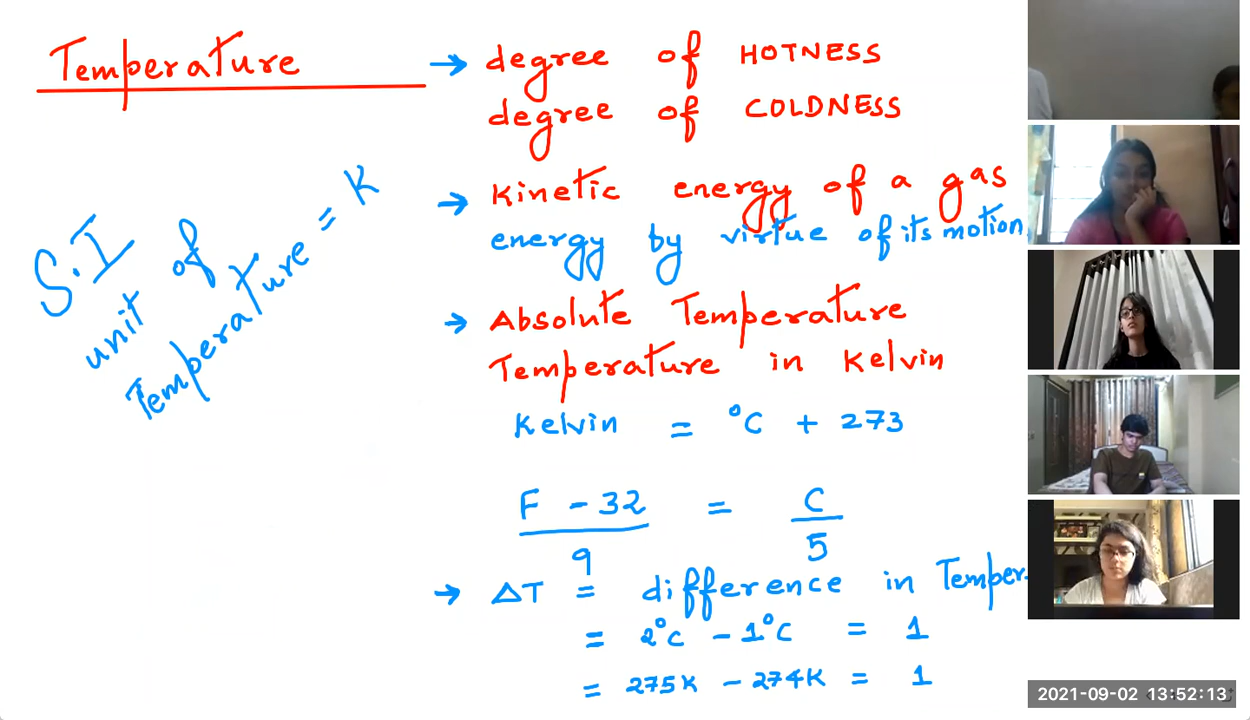 Temperature → degree of HOTNESS
degree of COLDNESS
→ Kinetic energy of a gas
energy by virtue of its motion
→ Absolute Temperature
Temperature in Kelvin
Kelvin = °C + 273
F - 32 / 9 = C / 5
→ ΔT = difference in Temper
= 2°C - 1°C = 1
= 275K - 274K = 1
S.I
unit of
Temperature = K
2021-09-02 13:52:13